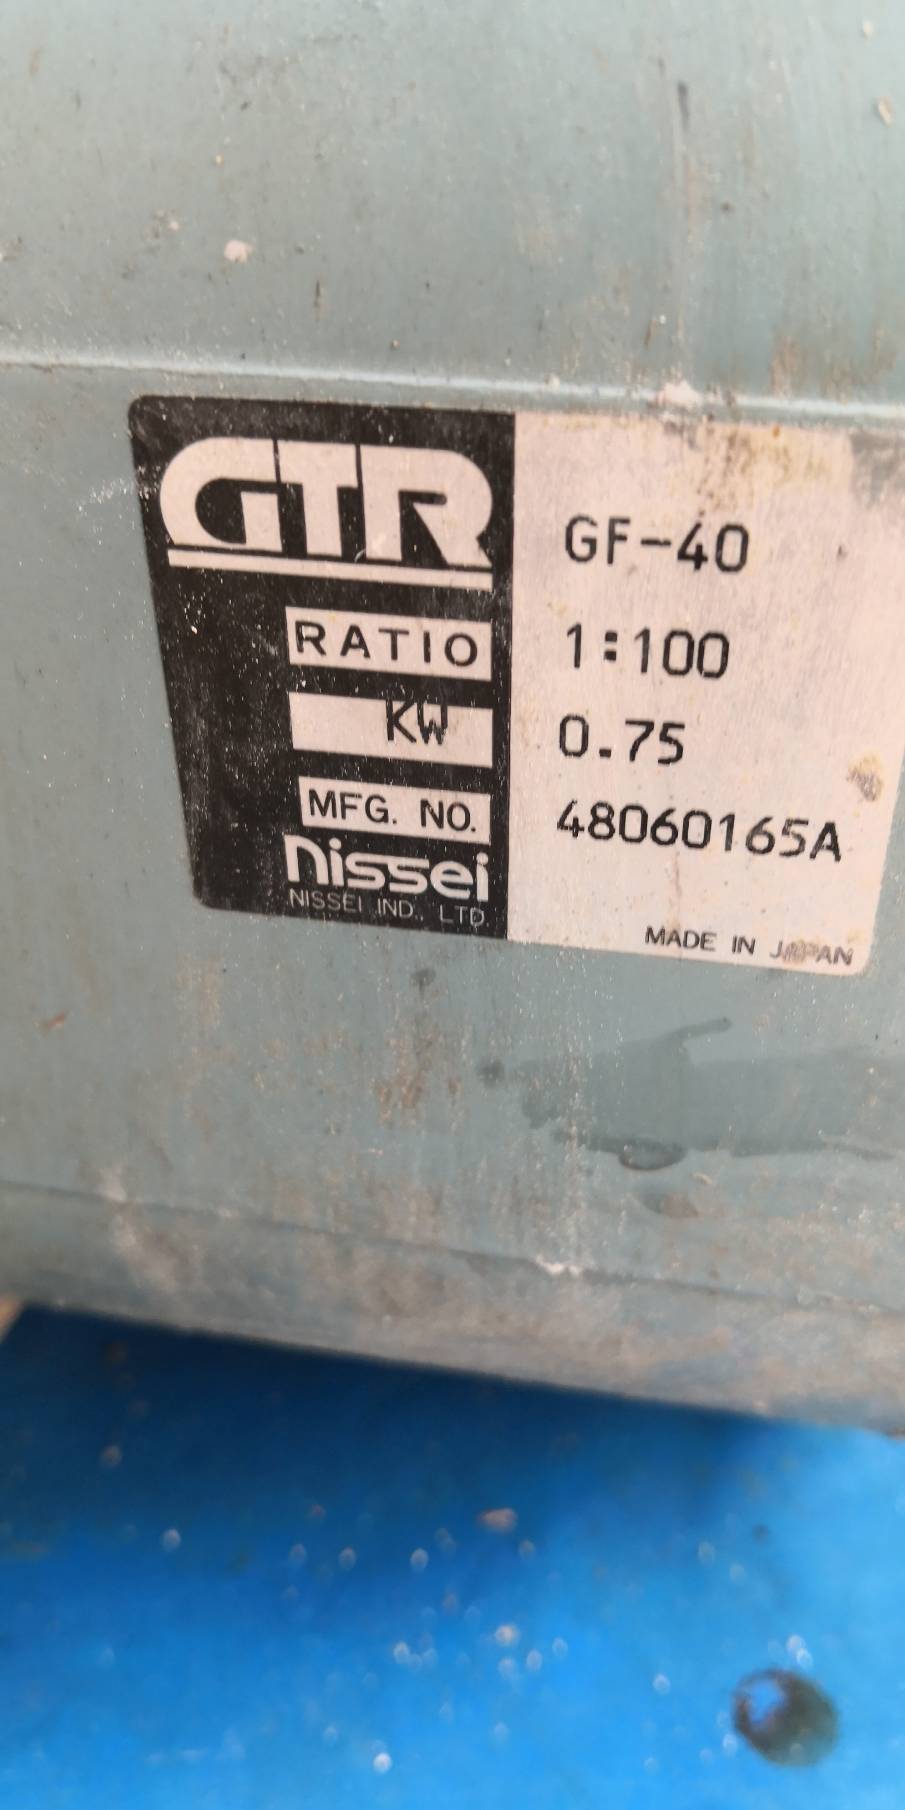 GTR GF-40
RATIO 1:100
KW 0.75
MFG. NO. 48060165A
nissei
NISSEI IND., LTD.
MADE IN JAPAN